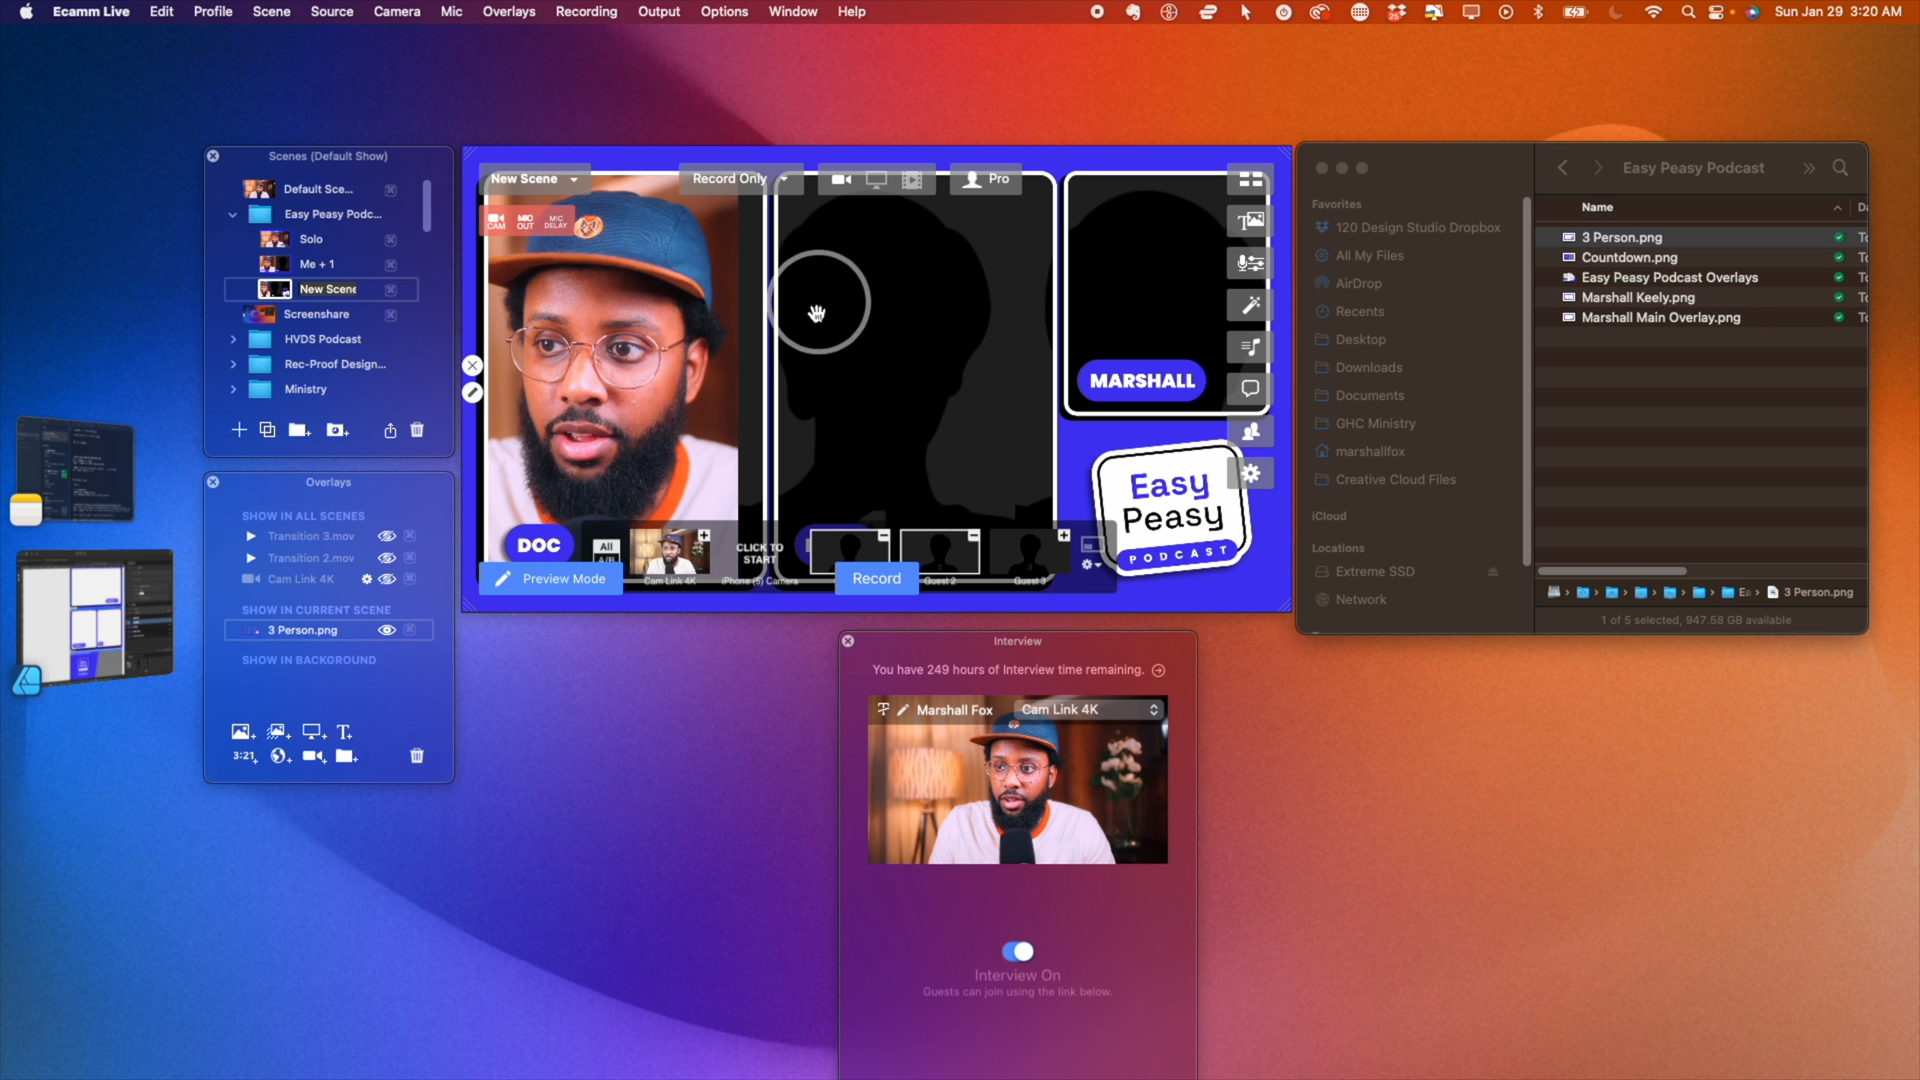 Ecamm Live Edit Profile Scene Source Camera Mic Overlays Recording Output Options Window Help
Sun Jan 29 3:20 AM
Scenes (Default Show)
Default Sce...
Easy Peasy Podc...
Solo
Me + 1
New Scene
Screenshare
HVDS Podcast
Rec-Proof Design...
Ministry
Overlays
SHOW IN ALL SCENES
Transition 3.mov
Transition 2.mov
Cam Link 4K
SHOW IN CURRENT SCENE
3 Person.png
SHOW IN BACKGROUND
3:21
New Scene
Record Only
Pro
CAM
MIC OUT
MIC DELAY
MARSHALL
DOC
Easy
Peasy
PODCAST
All
A/B
CLICK TO
START
Cam Link 4K
iPhone (5) Camera
Guest 2
Guest 3
Preview Mode
Record
Interview
You have 249 hours of Interview time remaining.
Marshall Fox
Cam Link 4K
Interview On
Guests can join using the link below.
Easy Peasy Podcast
Favorites
120 Design Studio Dropbox
All My Files
AirDrop
Recents
Desktop
Downloads
Documents
GHC Ministry
marshallfox
Creative Cloud Files
iCloud
Locations
Extreme SSD
Network
Name
3 Person.png
Countdown.png
Easy Peasy Podcast Overlays
Marshall Keely.png
Marshall Main Overlay.png
3 Person.png
1 of 5 selected, 947.58 GB available